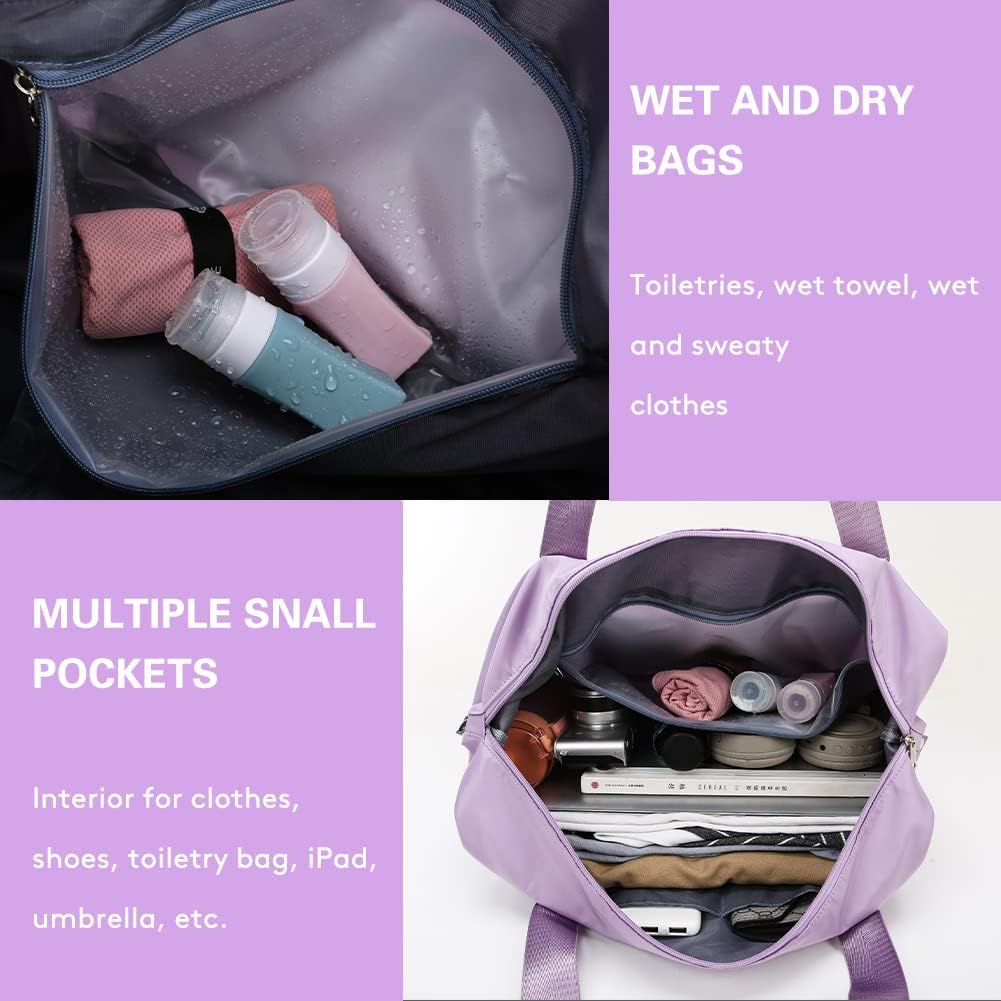 WET AND DRY
BAGS
Toiletries, wet towel, wet
and sweaty
clothes
MULTIPLE SNALL
POCKETS
Interior for clothes,
shoes, toiletry bag, iPad,
umbrella, etc.
CEREAL